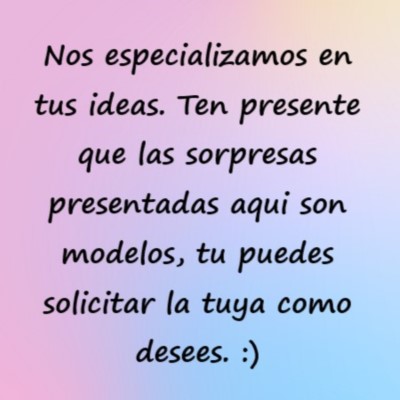 Nos especializamos en
tus ideas. Ten presente
que las sorpresas
presentadas aqui son
modelos, tu puedes
solicitar la tuya como
desees. :)